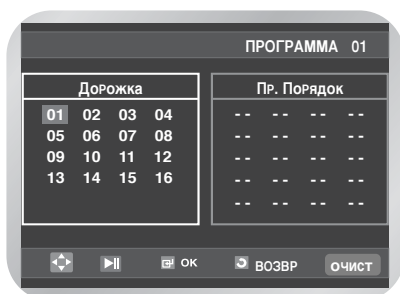 ПРОГРАММА 01
Дорожка
01 02 03 04
05 06 07 08
09 10 11 12
13 14 15 16
Пр. Порядок
-- -- -- --
-- -- -- --
-- -- -- --
-- -- -- --
-- -- -- --
-- -- -- --
ОК ВОЗВР ОЧИСТ